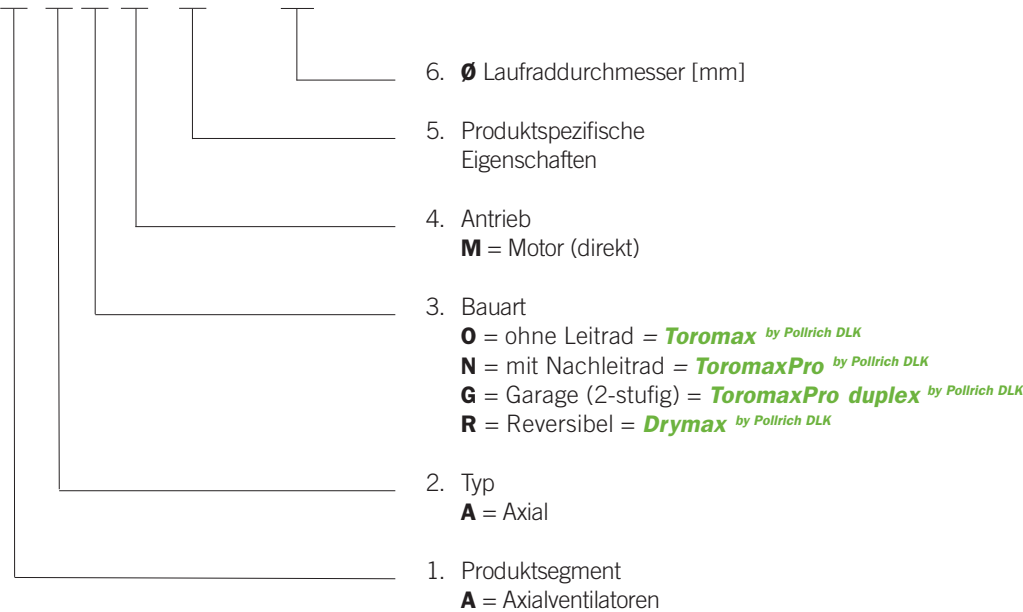 6. Ø Laufraddurchmesser [mm]
5. Produktspezifische
Eigenschaften
4. Antrieb
M = Motor (direkt)
3. Bauart
O = ohne Leitrad = Toromax by Pollrich DLK
N = mit Nachleitrad = ToromaxPro by Pollrich DLK
G = Garage (2-stufig) = ToromaxPro duplex by Pollrich DLK
R = Reversibel = Drymax by Pollrich DLK
2. Typ
A = Axial
1. Produktsegment
A = Axialventilatoren